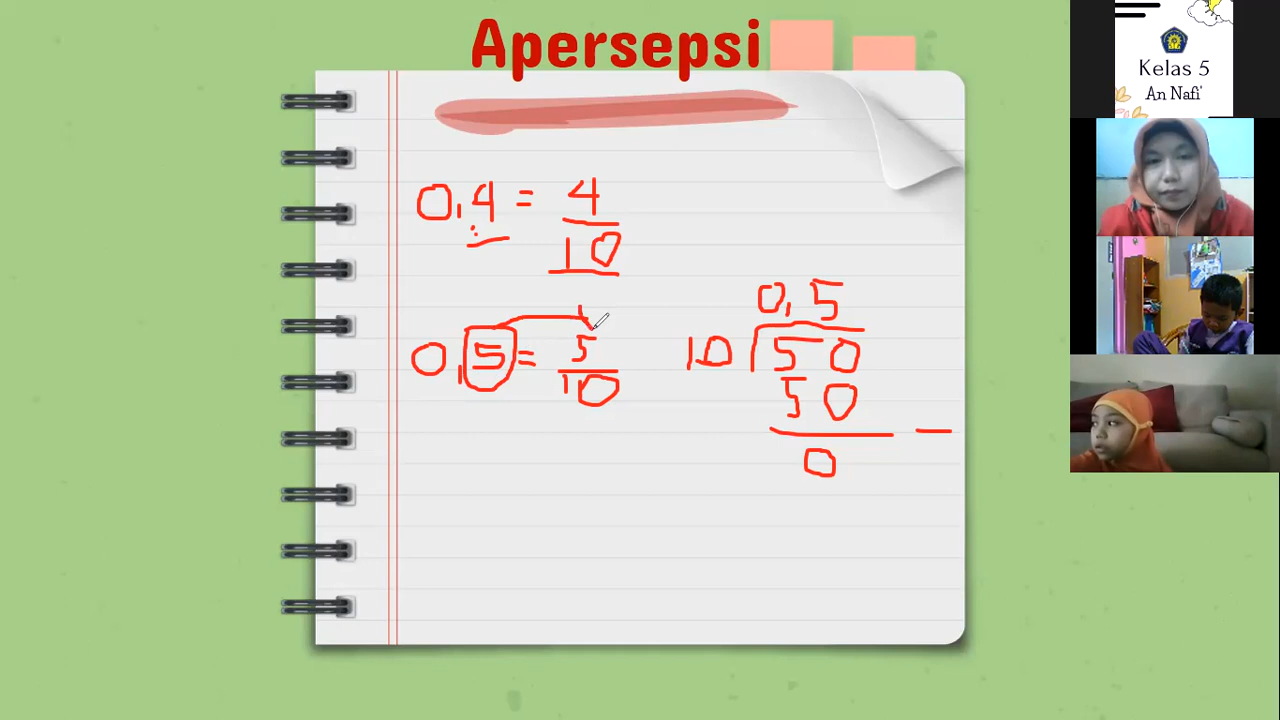 Apersepsi
0,4 = 4
10
0,5 = 5
10
0,5
10 50
50
−
0
Kelas 5
An Nafi'